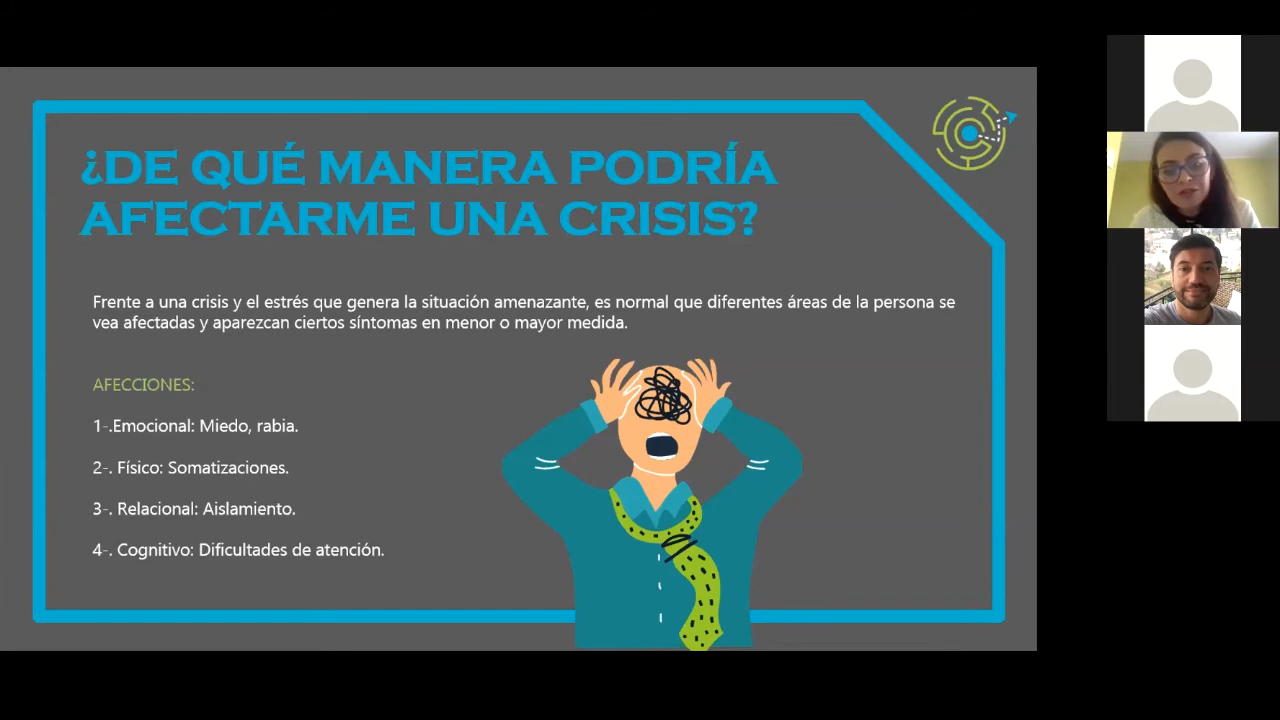 ¿DE QUÉ MANERA PODRÍA
AFECTARME UNA CRISIS?
Frente a una crisis y el estrés que genera la situación amenazante, es normal que diferentes áreas de la persona se
vea afectadas y aparezcan ciertos síntomas en menor o mayor medida.
AFECCIONES:
1-.Emocional: Miedo, rabia.
2-. Físico: Somatizaciones.
3-. Relacional: Aislamiento.
4-. Cognitivo: Dificultades de atención.